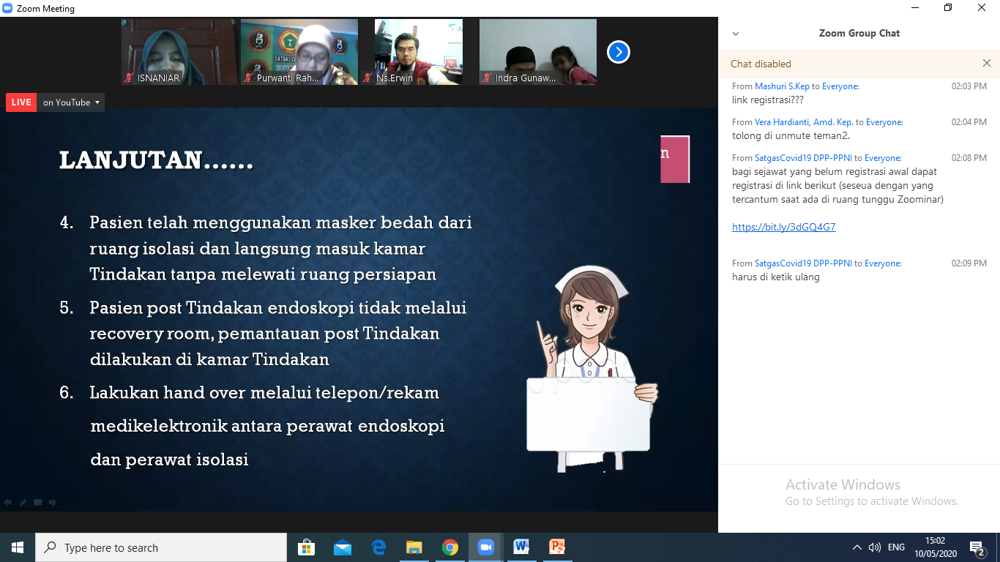 Zoom Meeting
ISNANIAR
Purwanti Rah...
Ns.Erwin
Indra Gunaw...
SATGAS
LIVE
on YouTube
LANJUTAN......
n
4. Pasien telah menggunakan masker bedah dari
ruang isolasi dan langsung masuk kamar
Tindakan tanpa melewati ruang persiapan
5. Pasien post Tindakan endoskopi tidak melalui
recovery room, pemantauan post Tindakan
dilakukan di kamar Tindakan
6. Lakukan hand over melalui telepon/rekam
medikelektronik antara perawat endoskopi
dan perawat isolasi
Zoom Group Chat
Chat disabled
From Mashuri S.Kep to Everyone: 02:03 PM
link registrasi???
From Vera Hardianti, Amd. Kep. to Everyone: 02:04 PM
tolong di unmute teman2.
From SatgasCovid19 DPP-PPNI to Everyone: 02:08 PM
bagi sejawat yang belum registrasi awal dapat
registrasi di link berikut (seseua dengan yang
tercantum saat ada di ruang tunggu Zoominar)
https://bit.ly/3dGQ4G7
From SatgasCovid19 DPP-PPNI to Everyone: 02:09 PM
harus di ketik ulang
Activate Windows
Go to Settings to activate Windows.
Type here to search
ENG
15:02
10/05/2020
2